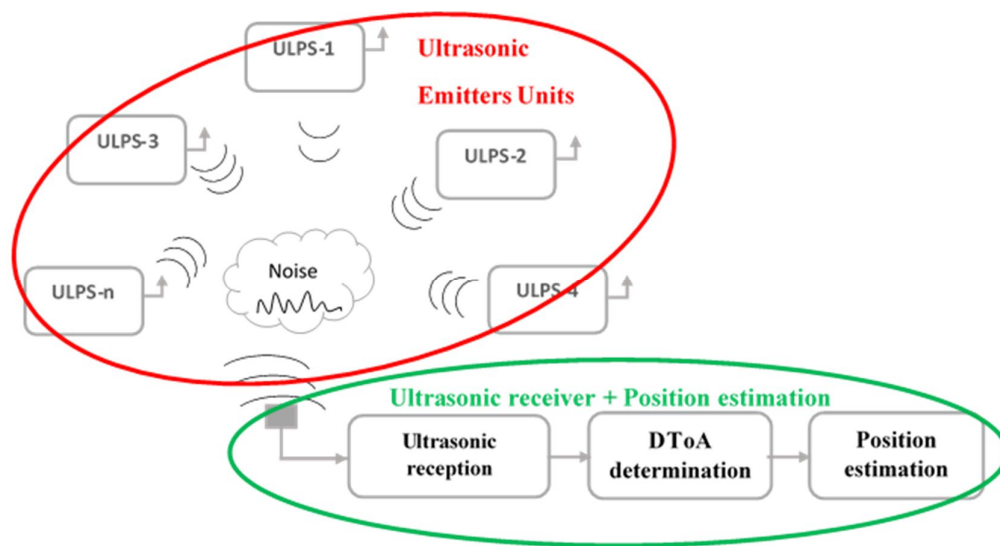 ULPS-1
Ultrasonic
Emitters Units
ULPS-3
ULPS-2
Noise
ULPS-n
ULPS-4
Ultrasonic receiver + Position estimation
Ultrasonic
reception
DToA
determination
Position
estimation